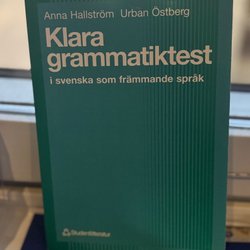 Anna Hallström Urban Östberg
Klara
grammatiktest
i svenska som främmande språk
Studentlitteratur